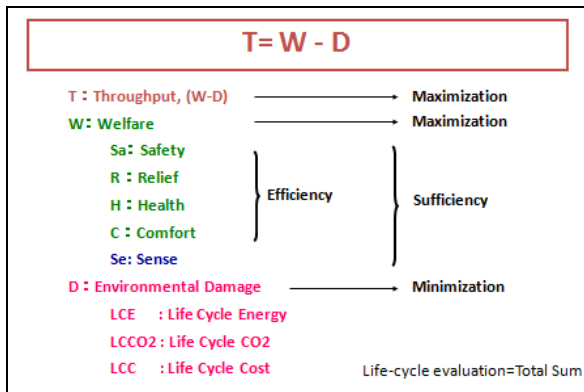 T= W - D
T : Throughput, (W-D) Maximization
W: Welfare Maximization
Sa: Safety
R : Relief
H : Health
C : Comfort
Efficiency
Sufficiency
Se: Sense
D : Environmental Damage Minimization
LCE : Life Cycle Energy
LCCO2 : Life Cycle CO2
LCC : Life Cycle Cost
Life-cycle evaluation=Total Sum